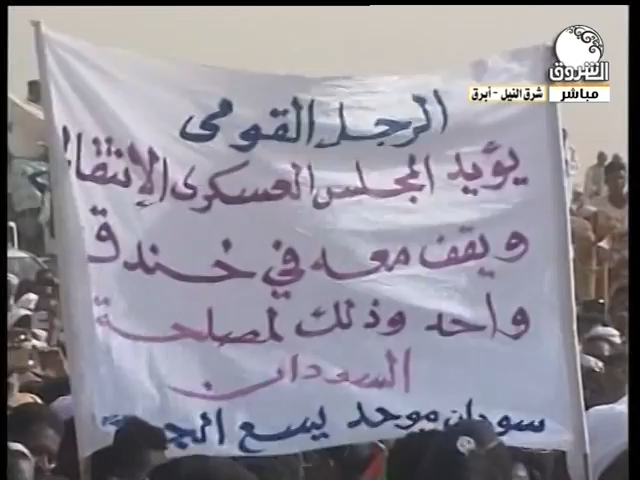 الشروق
مباشر
شرق النيل - أبرق
الرجل القومى
يؤيد المجلس العسكرى الإنتقا
ويقف معه في خندق
واحد وذلك لمصلحة
السودان
سودان موحد يسع